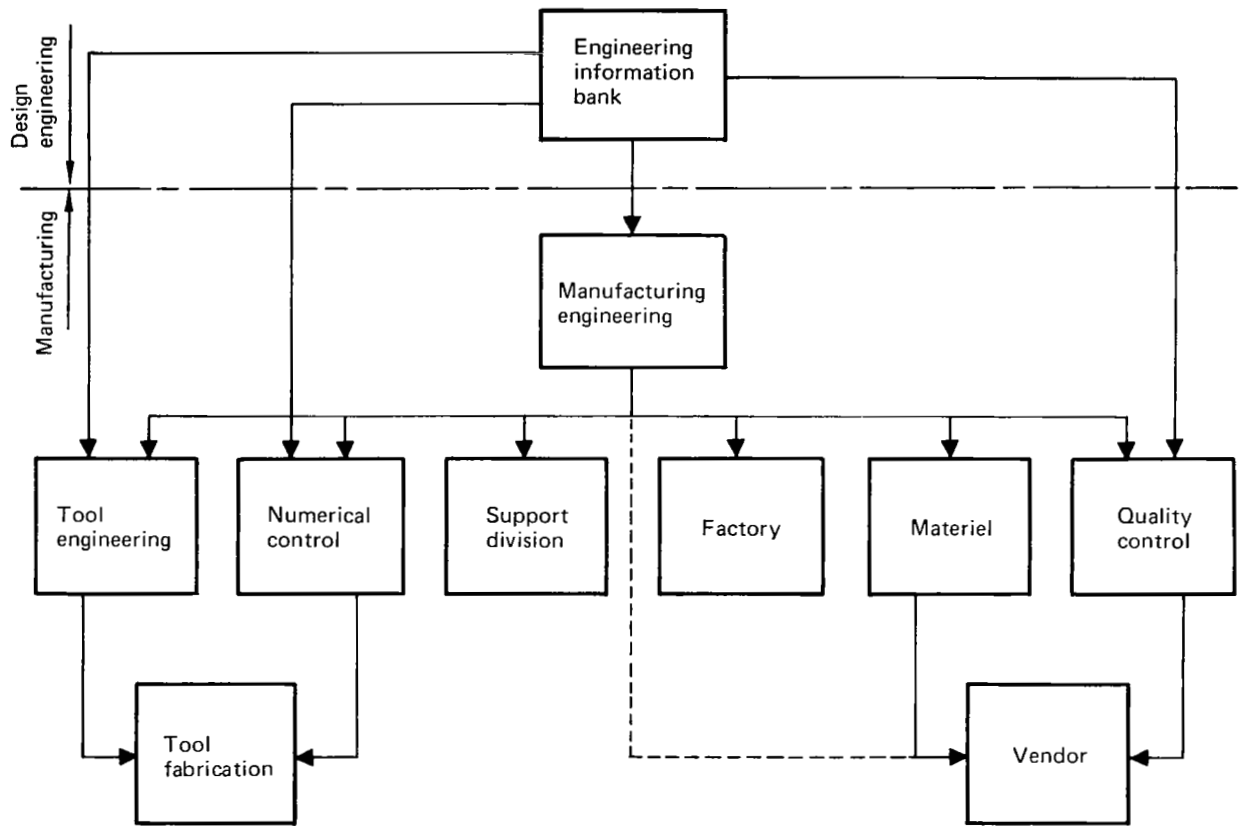 Design
engineering
Manufacturing
Engineering
information
bank
Manufacturing
engineering
Tool
engineering
Numerical
control
Support
division
Factory
Materiel
Quality
control
Tool
fabrication
Vendor